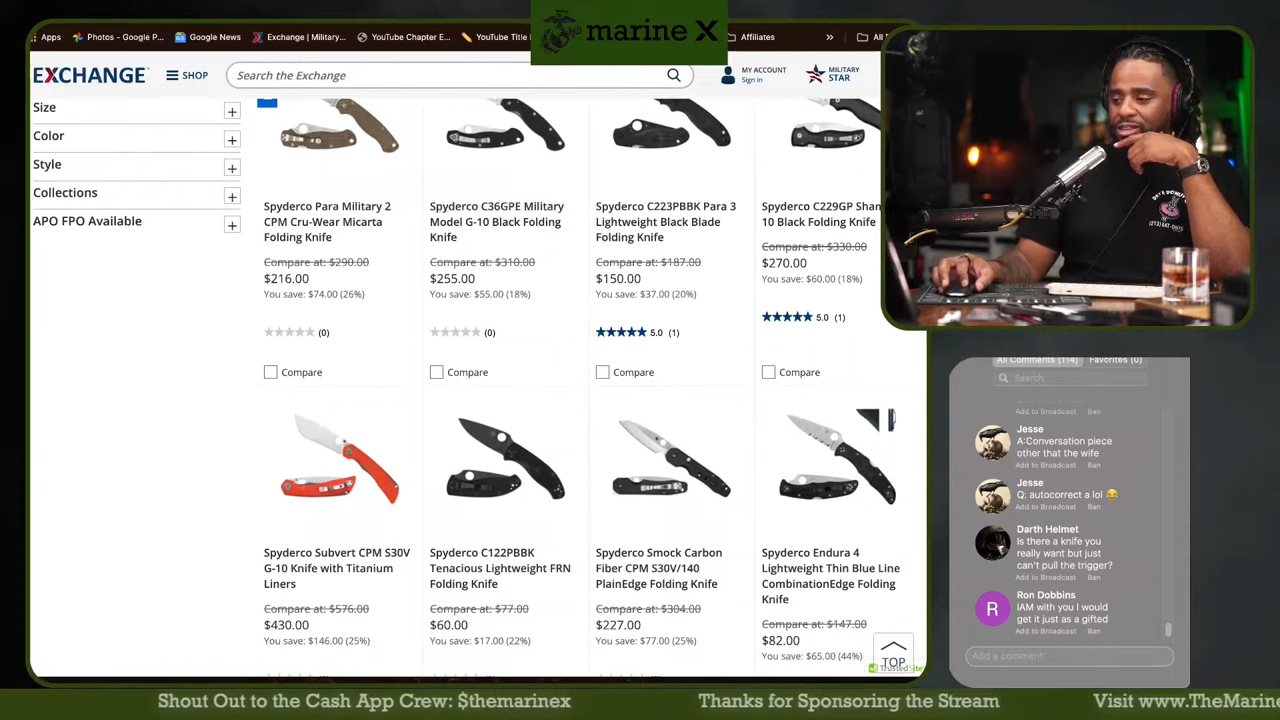 marine X
Apps
Photos - Google P...
Google News
Exchange | Military...
YouTube Chapter E...
YouTube Title
Affiliates
»
EXCHANGE
SHOP
Search the Exchange
MY ACCOUNT
Sign in
MILITARY
STAR
Size
Color
Style
Collections
APO FPO Available
Spyderco Para Military 2
CPM Cru-Wear Micarta
Folding Knife
Compare at: $290.00
$216.00
You save: $74.00 (26%)
(0)
Compare
Spyderco C36GPE Military
Model G-10 Black Folding
Knife
Compare at: $310.00
$255.00
You save: $55.00 (18%)
(0)
Compare
Spyderco C223PBBK Para 3
Lightweight Black Blade
Folding Knife
Compare at: $187.00
$150.00
You save: $37.00 (20%)
5.0 (1)
Compare
Spyderco C229GP Shan
10 Black Folding Knife
Compare at: $330.00
$270.00
You save: $60.00 (18%)
5.0 (1)
Compare
Spyderco Subvert CPM S30V
G-10 Knife with Titanium
Liners
Compare at: $576.00
$430.00
You save: $146.00 (25%)
Spyderco C122PBBK
Tenacious Lightweight FRN
Folding Knife
Compare at: $77.00
$60.00
You save: $17.00 (22%)
Spyderco Smock Carbon
Fiber CPM S30V/140
PlainEdge Folding Knife
Compare at: $304.00
$227.00
You save: $77.00 (25%)
Spyderco Endura 4
Lightweight Thin Blue Line
CombinationEdge Folding
Knife
Compare at: $147.00
$82.00
You save: $65.00 (44%)
TOP
All Comments (114)
Favorites (0)
Search
Add to Broadcast · Ban
Jesse
A:Conversation piece
other that the wife
Add to Broadcast · Ban
Jesse
Q: autocorrect a lol 😂
Add to Broadcast · Ban
Darth Helmet
Is there a knife you
really want but just
can't pull the trigger?
Add to Broadcast · Ban
R
Ron Dobbins
IAM with you I would
get it just as a gifted
Add to Broadcast · Ban
Add a comment
Shout Out to the Cash App Crew: $themarinex
Thanks for Sponsoring the Stream
Visit www.TheMarine